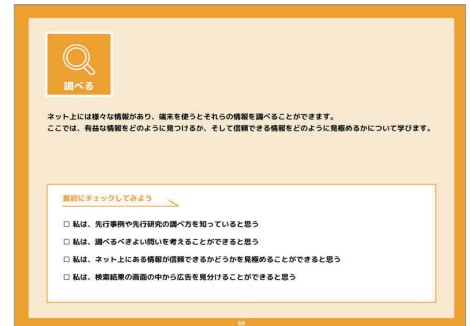 調べる
ネット上には様々な情報があり、端末を使うとそれらの情報を調べることができます。
ここでは、有益な情報をどのように見つけるか、そして信頼できる情報をどのように見極めるかについて学びます。
最初にチェックしてみよう
□ 私は、先行事例や先行研究の調べ方を知っていると思う
□ 私は、調べるべきよい問いを考えることができると思う
□ 私は、ネット上にある情報が信頼できるかどうかを見極めることができると思う
□ 私は、検索結果の画面の中から広告を見分けることができると思う